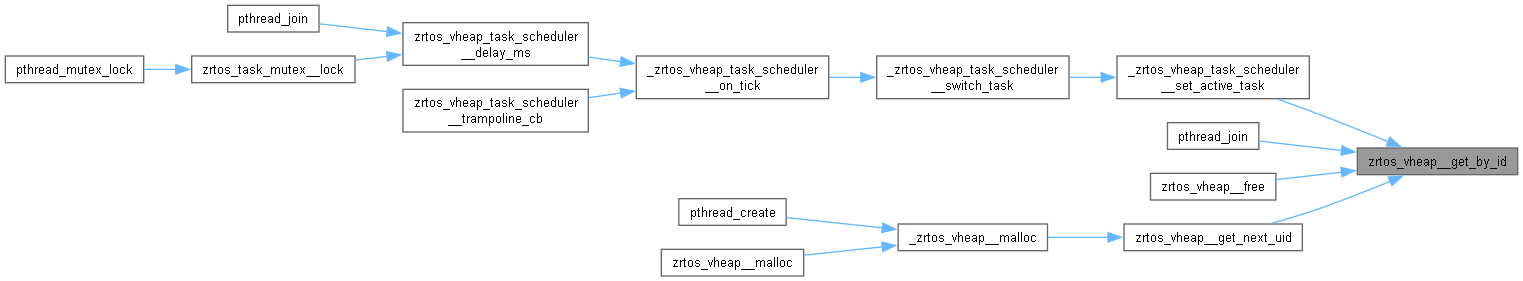 pthread_join
zrtos_vheap_task_scheduler
__delay_ms
pthread_mutex_lock
zrtos_task_mutex__lock
_zrtos_vheap_task_scheduler
__on_tick
_zrtos_vheap_task_scheduler
__switch_task
_zrtos_vheap_task_scheduler
__set_active_task
zrtos_vheap_task_scheduler
__trampoline_cb
pthread_join
zrtos_vheap__get_by_id
zrtos_vheap__free
pthread_create
_zrtos_vheap__malloc
zrtos_vheap__get_next_uid
zrtos_vheap__malloc